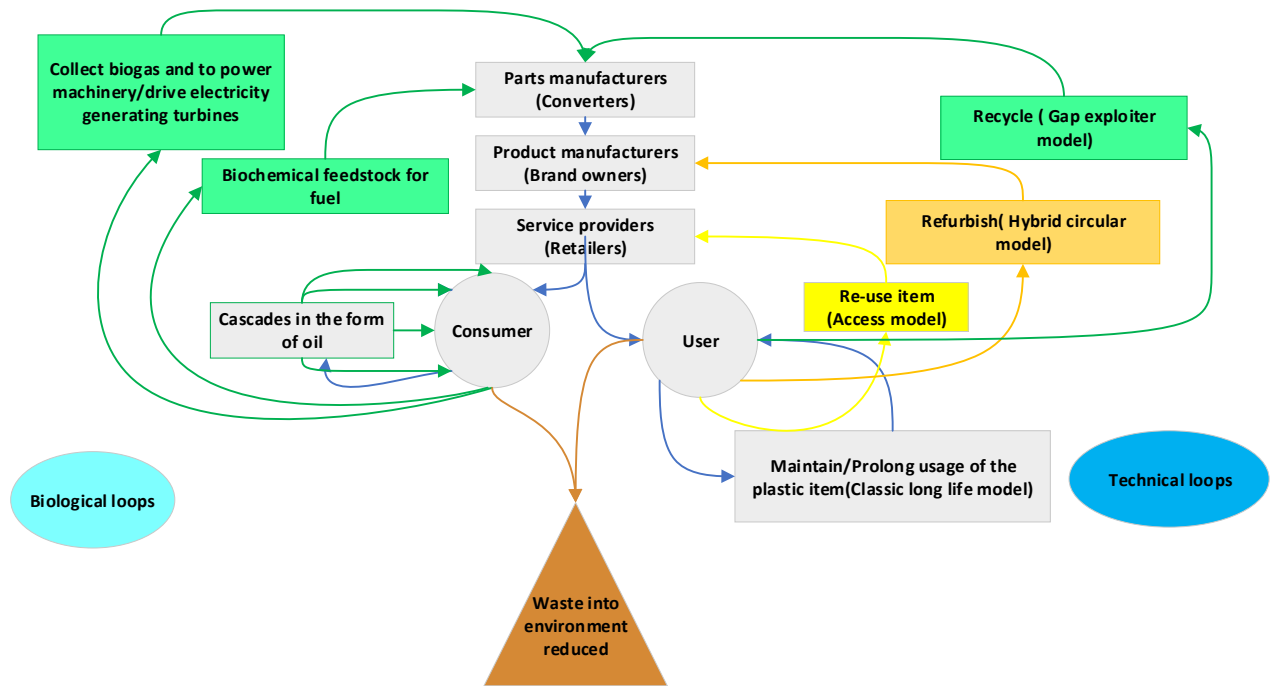 Collect biogas and to power
machinery/drive electricity
generating turbines
Parts manufacturers
(Converters)
Recycle ( Gap exploiter
model)
Biochemical feedstock for
fuel
Product manufacturers
(Brand owners)
Service providers
(Retailers)
Refurbish( Hybrid circular
model)
Cascades in the form
of oil
Consumer
User
Re-use item
(Access model)
Maintain/Prolong usage of the
plastic item(Classic long life model)
Biological loops
Technical loops
Waste into
environment
reduced